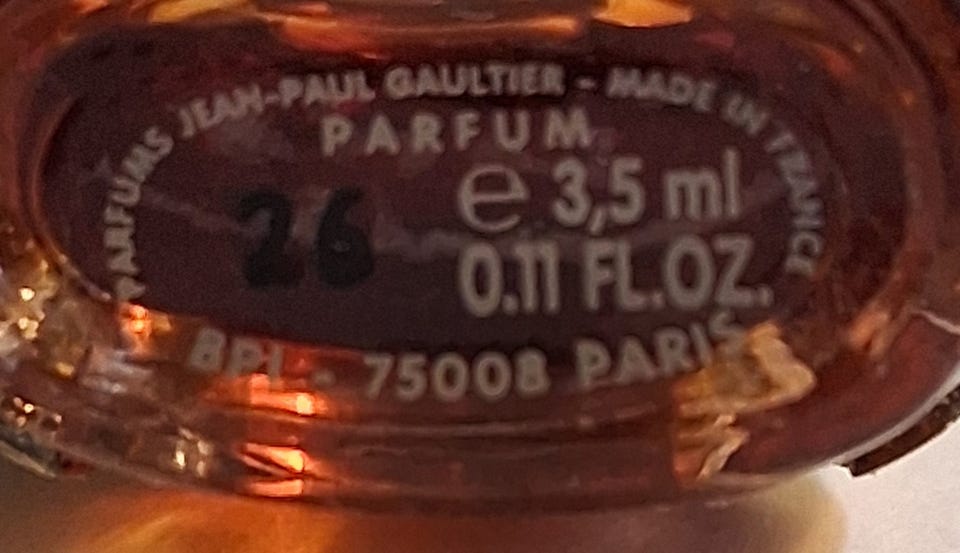 PARFUMS JEAN-PAUL GAULTIER - MADE IN FRANCE
PARFUM
26
e 3,5 ml
0.11 FL.OZ.
BPI - 75008 PARIS